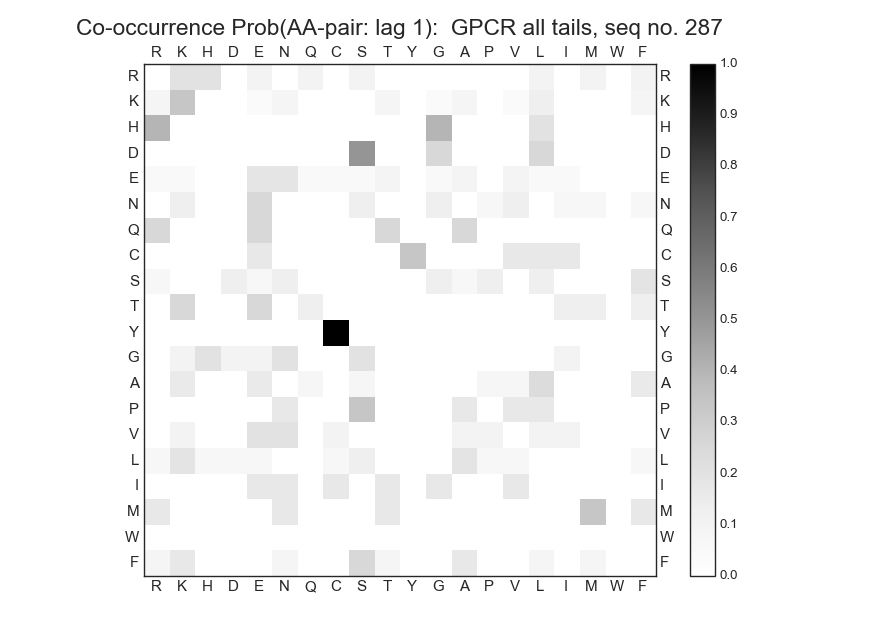 Co-occurrence Prob(AA-pair: lag 1):  GPCR all tails, seq no. 287
R K H D E N Q C S T Y G A P V L I M W F
R R 1.0
K K 0.9
H H 0.8
D D
E E 0.7
N N
Q Q 0.6
C C
S S
T T 0.5
Y Y
G G 0.4
A A
P P 0.3
V V
L L 0.2
I I
M M 0.1
W W
F F 0.0
R K H D E N Q C S T Y G A P V L I M W F